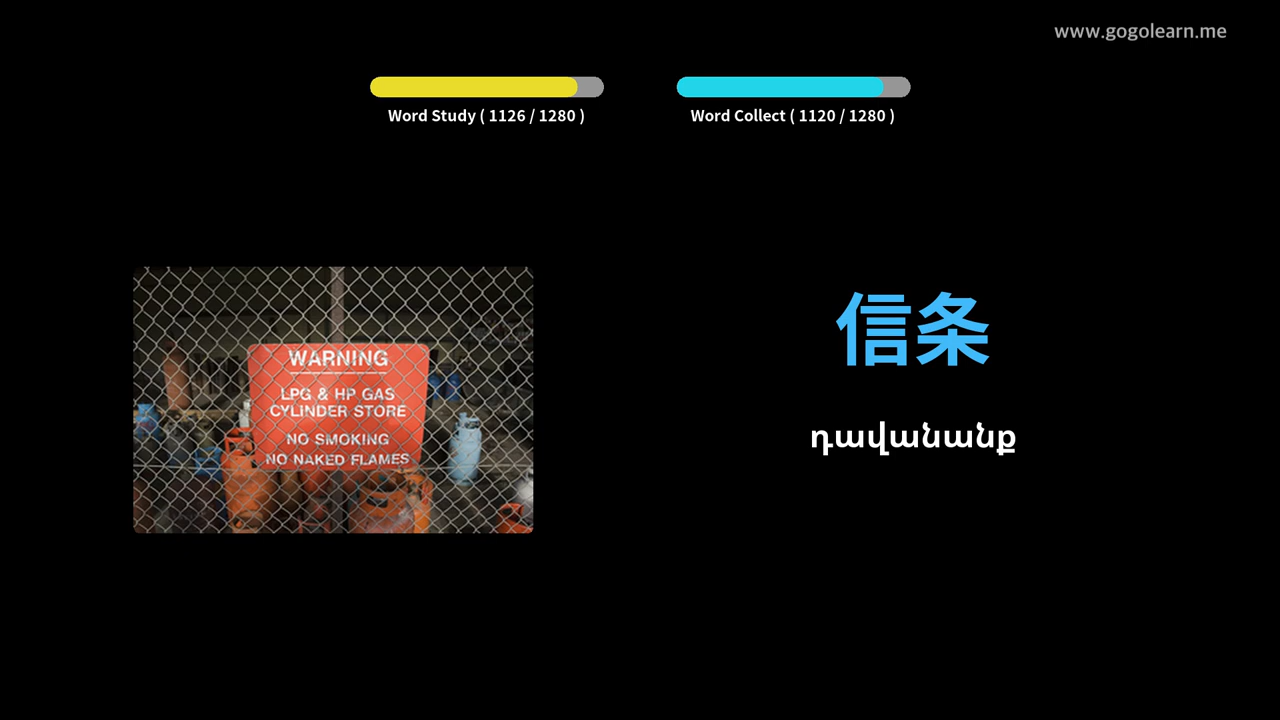 www.gogolearn.me
Word Study ( 1126 / 1280 )
Word Collect ( 1120 / 1280 )
WARNING
LPG & HP GAS
CYLINDER STORE
NO SMOKING
NO NAKED FLAMES
信条
դավանանք